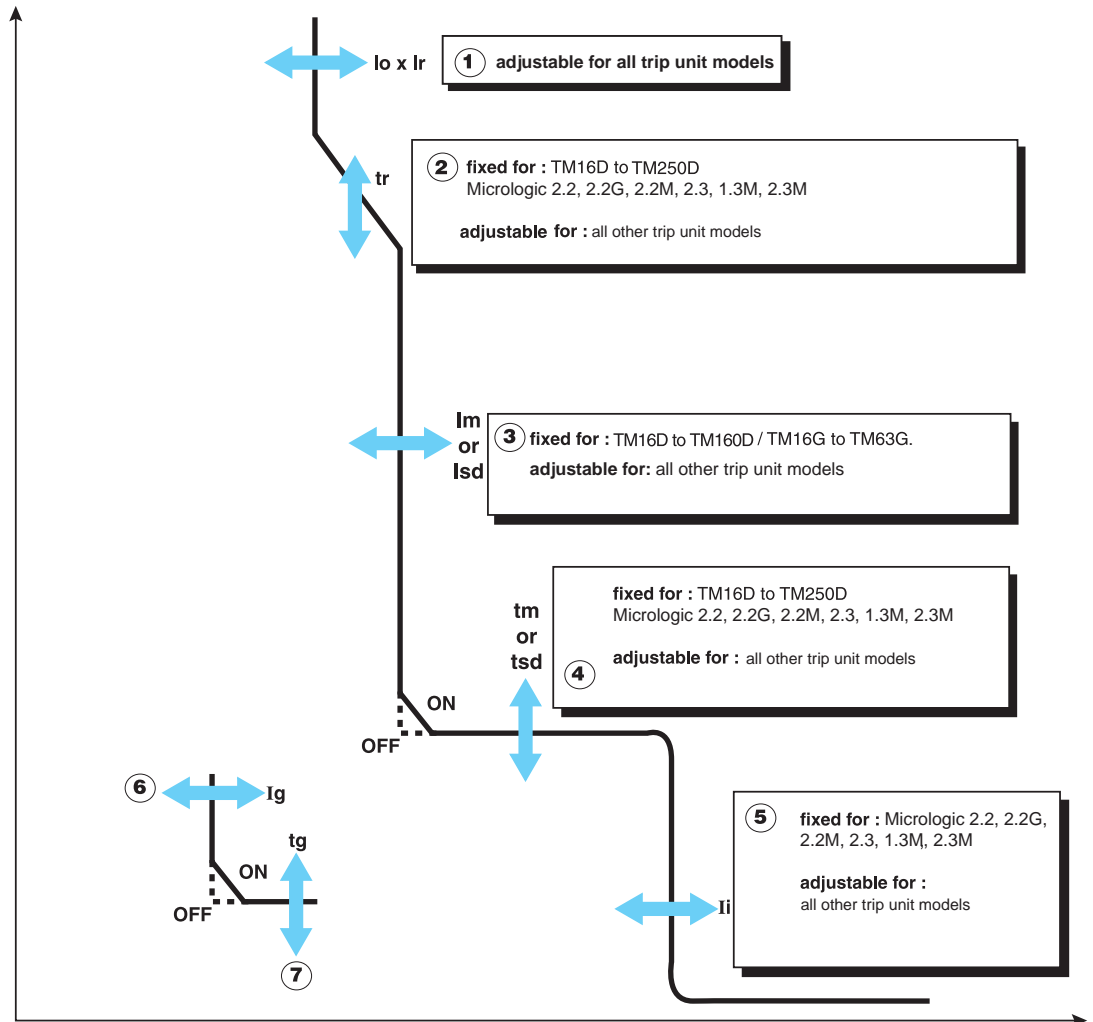 Io x Ir
1 adjustable for all trip unit models
tr
2 fixed for : TM16D to TM250D
Micrologic 2.2, 2.2G, 2.2M, 2.3, 1.3M, 2.3M
adjustable for : all other trip unit models
Im
or
Isd
3 fixed for : TM16D to TM160D / TM16G to TM63G.
adjustable for: all other trip unit models
tm
or
tsd
fixed for : TM16D to TM250D
Micrologic 2.2, 2.2G, 2.2M, 2.3, 1.3M, 2.3M
adjustable for : all other trip unit models
4
ON
OFF
6
Ig
tg
ON
OFF
7
Ii
5 fixed for : Micrologic 2.2, 2.2G,
2.2M, 2.3, 1.3M, 2.3M
adjustable for :
all other trip unit models